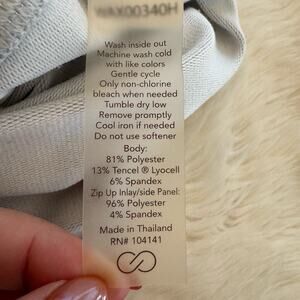 WAX00340H
Wash inside out
Machine wash cold
with like colors
Gentle cycle
Only non-chlorine
bleach when needed
Tumble dry low
Remove promptly
Cool iron if needed
Do not use softener
Body:
81% Polyester
13% Tencel ® Lyocell
6% Spandex
Zip Up Inlay/side Panel:
96% Polyester
4% Spandex
Made in Thailand
RN# 104141